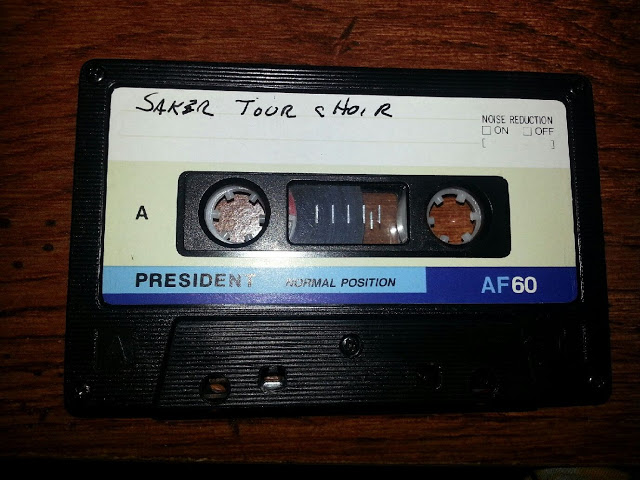 SAKER TOUR CHOIR
NOISE REDUCTION
ON OFF
[ ]
A
PRESIDENT NORMAL POSITION AF60